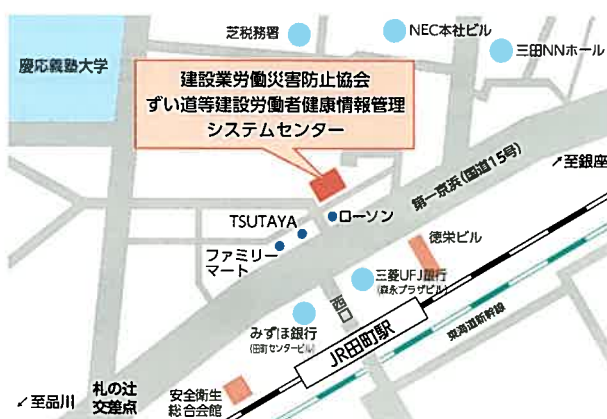 芝税務署
NEC本社ビル
三田NNホール
慶応義塾大学
建設業労働災害防止協会
ずい道等建設労働者健康情報管理
システムセンター
第一京浜(国道15号)
↗至銀座
ローソン
TSUTAYA
ファミリー
マート
徳栄ビル
三菱UFJ銀行
(森永プラザビル)
西口
みずほ銀行
(田町センタービル)
JR田町駅
東海道新幹線
↙至品川
札の辻
交差点
安全衛生
総合会館